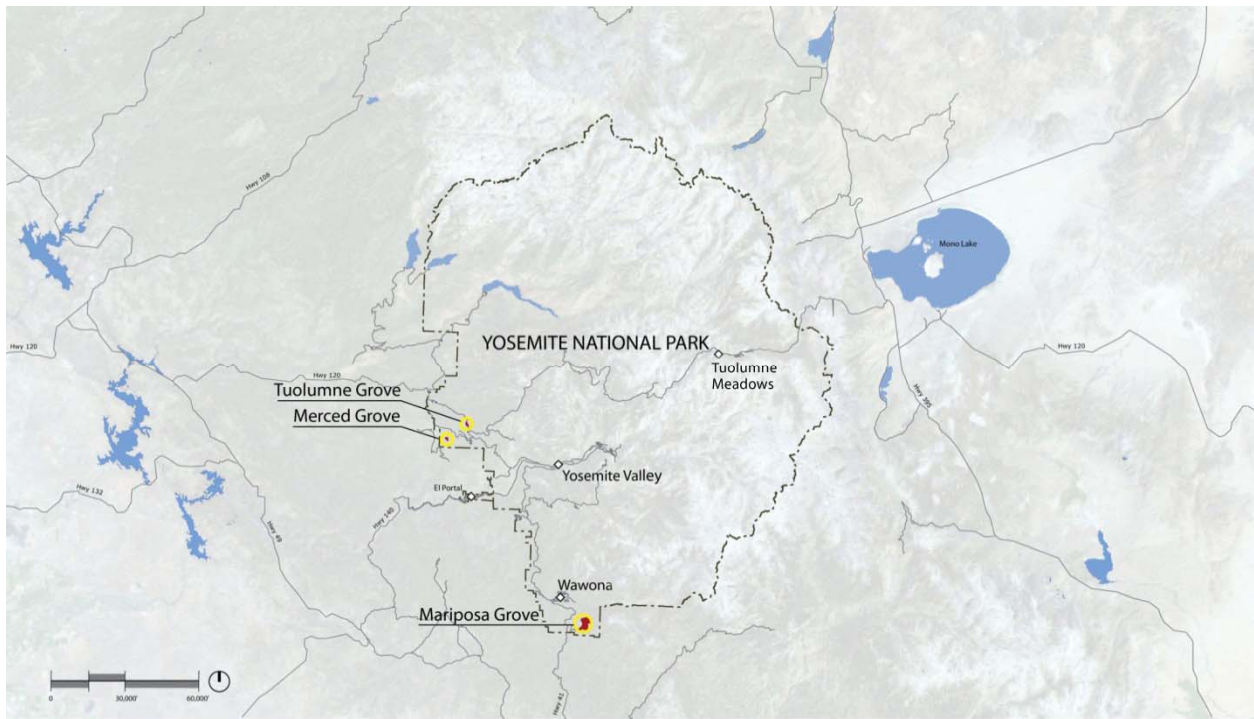 Hwy 108
Mono Lake
YOSEMITE NATIONAL PARK
Hwy 120
Hwy 120
Tuolumne
Meadows
Hwy 120
Tuolumne Grove
Hwy 395
Merced Grove
Yosemite Valley
El Portal
Hwy 132
Hwy 140
Hwy 49
Wawona
Mariposa Grove
Hwy 41
0
30,000'
60,000'